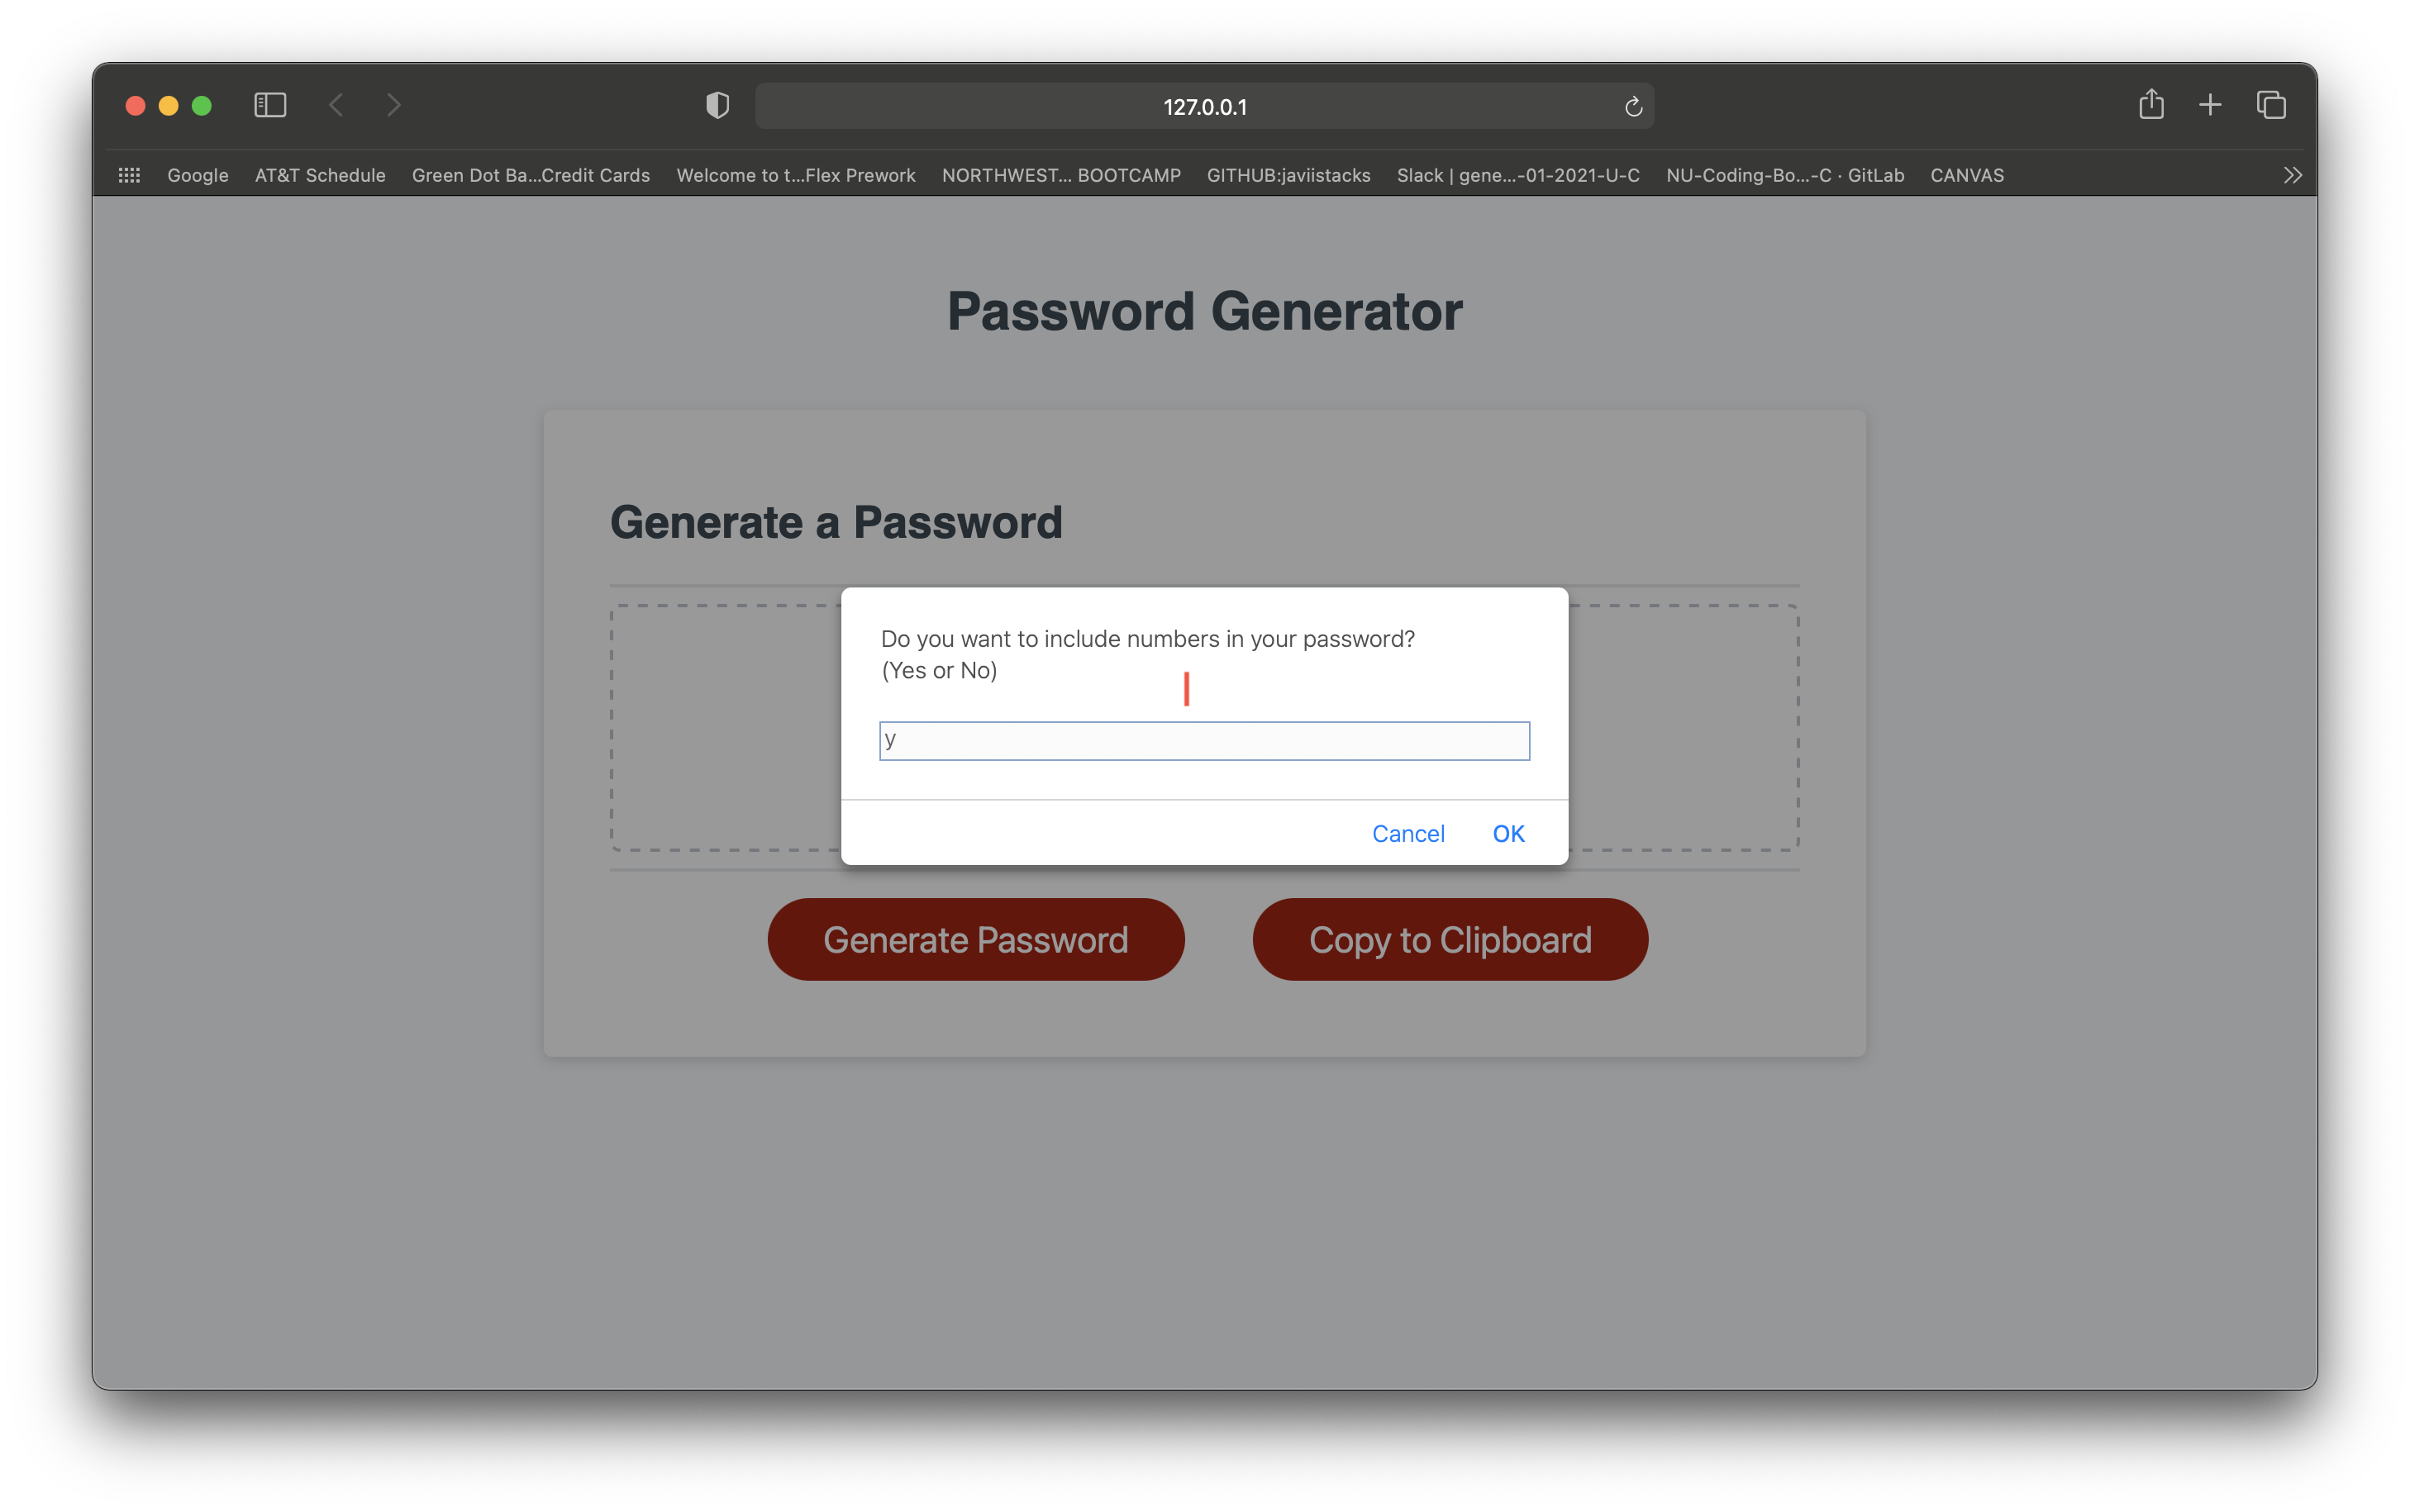 127.0.0.1
Google AT&T Schedule Green Dot Ba...Credit Cards Welcome to t...Flex Prework NORTHWEST... BOOTCAMP GITHUB:javiistacks Slack | gene...-01-2021-U-C NU-Coding-Bo...-C · GitLab CANVAS
Password Generator
Generate a Password
Do you want to include numbers in your password?
(Yes or No)
y
Cancel OK
Generate Password Copy to Clipboard